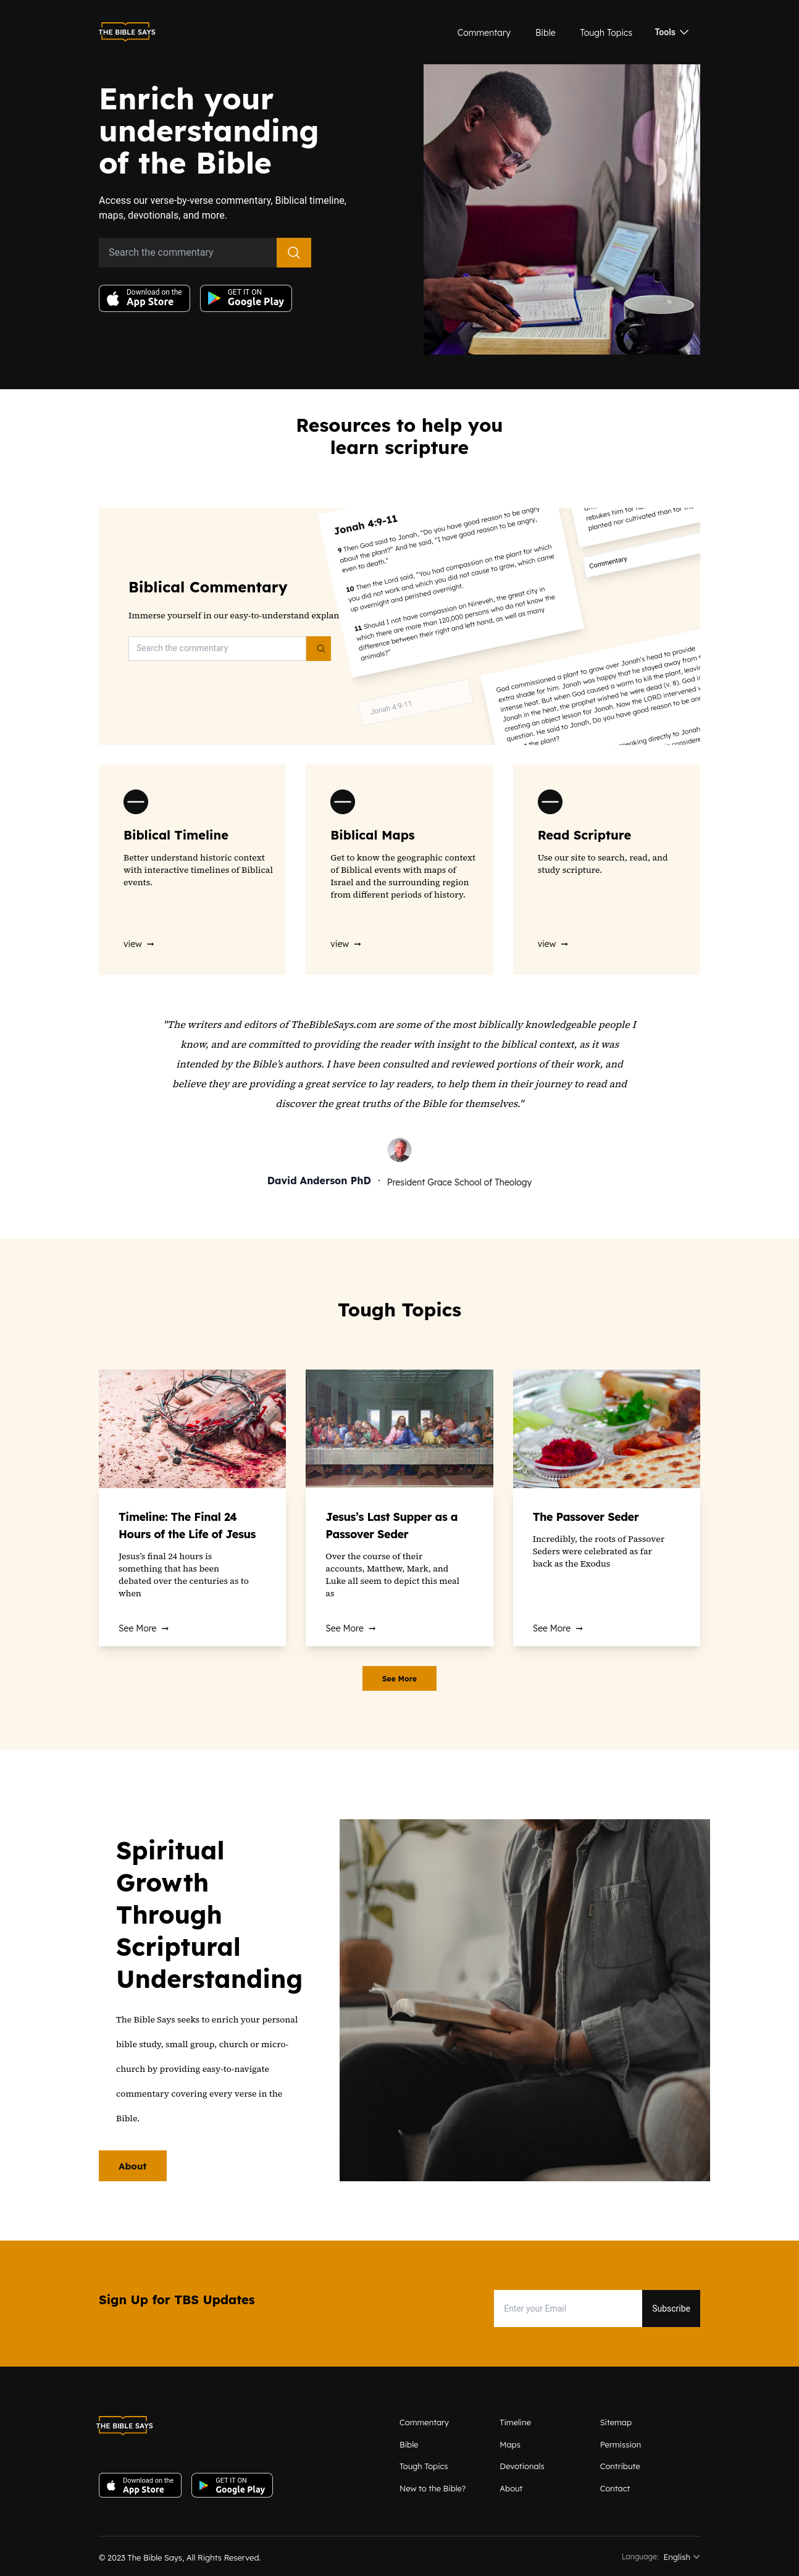 THE BIBLE SAYS
Commentary
Bible
Tough Topics
Tools
Enrich your
understanding
of the Bible
Access our verse-by-verse commentary, Biblical timeline,
maps, devotionals, and more.
Search the commentary
Download on the
App Store
GET IT ON
Google Play
Resources to help you
learn scripture
Biblical Commentary
Immerse yourself in our easy-to-understand explan
Search the commentary
Jonah 4:9-11
9 Then God said to Jonah, "Do you have good reason to be angry
about the plant?" And he said, "I have good reason to be angry,
even to death."
10 Then the Lord said, "You had compassion on the plant for which
you did not work and which you did not cause to grow, which came
up overnight and perished overnight.
11 Should I not have compassion on Nineveh, the great city in
which there are more than 120,000 persons who do not know the
difference between their right and left hand, as well as many
animals?"
Jonah 4:9-11
rebukes him for
planted nor cultivated than for the
Commentary
God commissioned a plant to grow over Jonah's head to provide
extra shade for him. Jonah was happy that he stayed away from
intense heat. But when God caused a worm to kill the plant,
Jonah in the heat, the prophet wished he were dead (v. 8). God
creating an object lesson for Jonah. Now the LORD intervened
question. He said to Jonah, Do you have good reason to be
the plant?
speaking directly to Jonah
Biblical Timeline
Better understand historic context
with interactive timelines of Biblical
events.
view →
Biblical Maps
Get to know the geographic context
of Biblical events with maps of
Israel and the surrounding region
from different periods of history.
view →
Read Scripture
Use our site to search, read, and
study scripture.
view →
"The writers and editors of TheBibleSays.com are some of the most biblically knowledgeable people I
know, and are committed to providing the reader with insight to the biblical context, as it was
intended by the Bible's authors. I have been consulted and reviewed portions of their work, and
believe they are providing a great service to lay readers, to help them in their journey to read and
discover the great truths of the Bible for themselves."
David Anderson PhD · President Grace School of Theology
Tough Topics
Timeline: The Final 24
Hours of the Life of Jesus
Jesus's final 24 hours is
something that has been
debated over the centuries as to
when
See More →
Jesus's Last Supper as a
Passover Seder
Over the course of their
accounts, Matthew, Mark, and
Luke all seem to depict this meal
as
See More →
The Passover Seder
Incredibly, the roots of Passover
Seders were celebrated as far
back as the Exodus
See More →
See More
Spiritual
Growth
Through
Scriptural
Understanding
The Bible Says seeks to enrich your personal
bible study, small group, church or micro-
church by providing easy-to-navigate
commentary covering every verse in the
Bible.
About
Sign Up for TBS Updates
Enter your Email
Subscribe
THE BIBLE SAYS
Download on the
App Store
GET IT ON
Google Play
Commentary
Bible
Tough Topics
New to the Bible?
Timeline
Maps
Devotionals
About
Sitemap
Permission
Contribute
Contact
© 2023 The Bible Says, All Rights Reserved.
Language: English